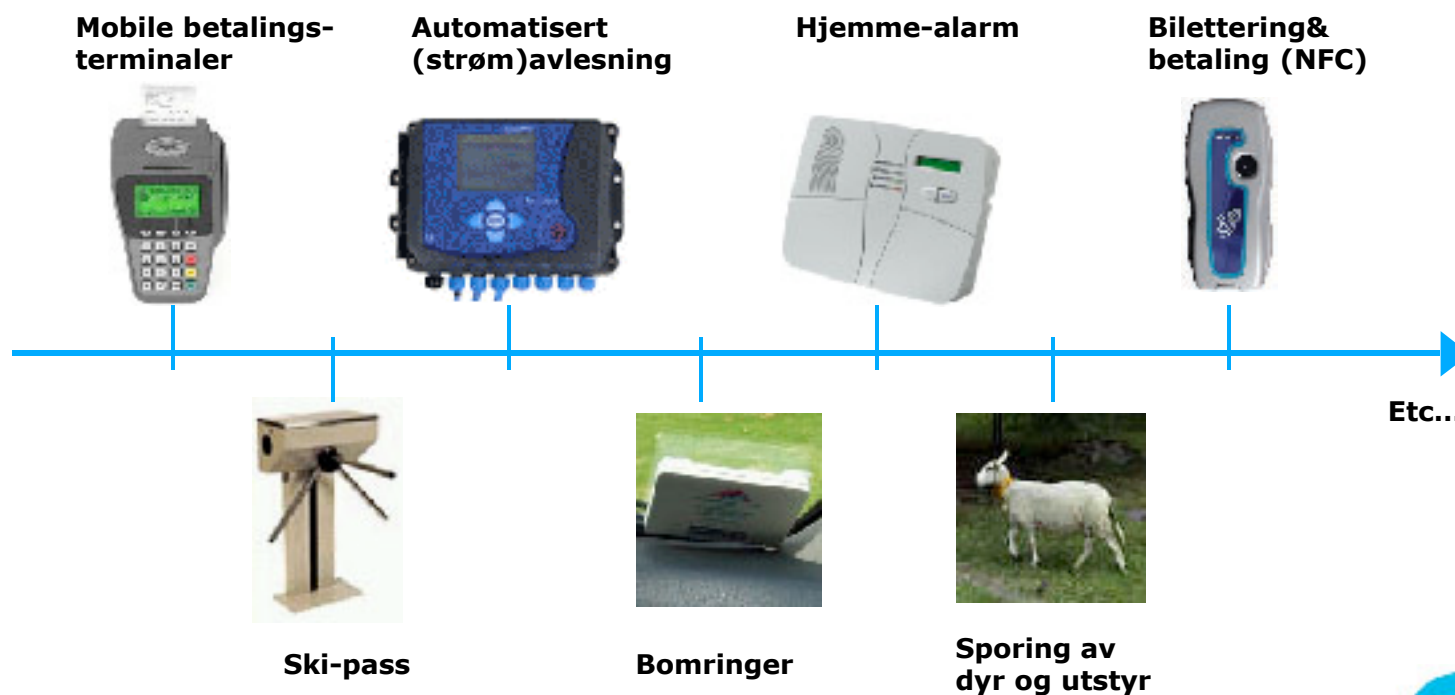 Mobile betalings-
terminaler
Automatisert
(strøm)avlesning
Hjemme-alarm
Bilettering&
betaling (NFC)
Etc...
Ski-pass
Bomringer
Sporing av
dyr og utstyr